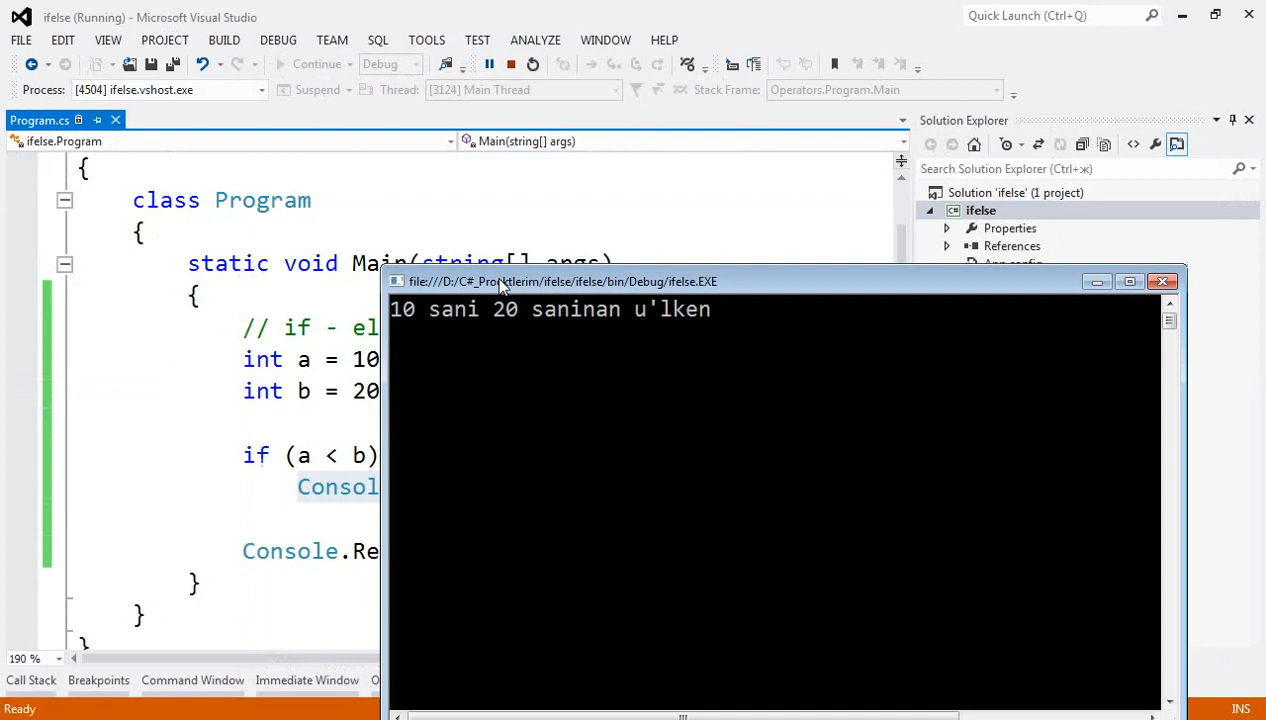 ifelse (Running) - Microsoft Visual Studio
Quick Launch (Ctrl+Q)
FILE EDIT VIEW PROJECT BUILD DEBUG TEAM SQL TOOLS TEST ANALYZE WINDOW HELP
Continue Debug
Process: [4504] ifelse.vshost.exe Suspend Thread: [3124] Main Thread Stack Frame: Operators.Program.Main
Program.cs
Solution Explorer
ifelse.Program Main(string[] args)
Search Solution Explorer (Ctrl+ж)
Solution 'ifelse' (1 project)
ifelse
Properties
References
{
class Program
{
static void Main(string[] args)
{
// if - el
int a = 10
int b = 20
if (a < b)
Consol
Console.Re
}
}
}
file:///D:/C#_Proektlerim/ifelse/ifelse/bin/Debug/ifelse.EXE
10 sani 20 saninan u'lken
190 %
Call Stack Breakpoints Command Window Immediate Window O
Ready INS